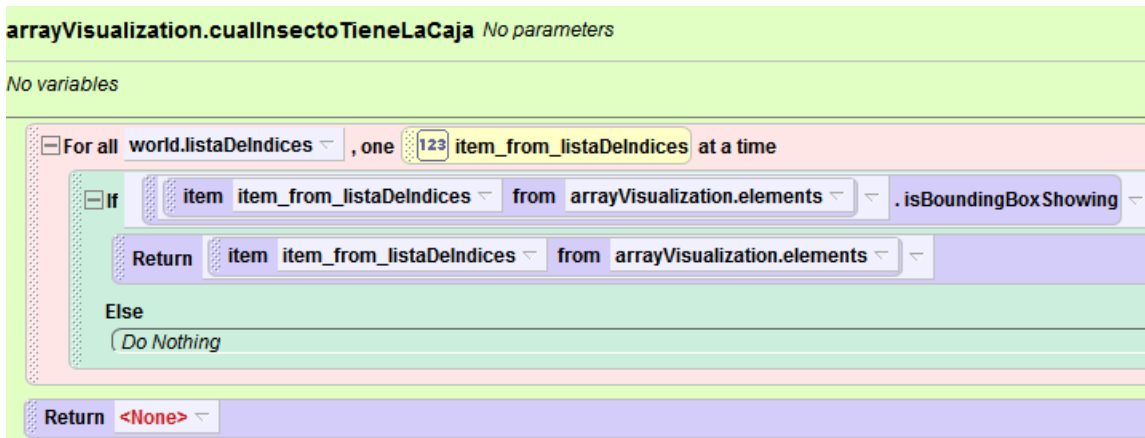 arrayVisualization.cualInsectoTieneLaCaja No parameters
No variables
For all world.listaDeIndices , one 123 item_from_listaDeIndices at a time
If item item_from_listaDeIndices from arrayVisualization.elements . isBoundingBoxShowing
Return item item_from_listaDeIndices from arrayVisualization.elements
Else
Do Nothing
Return <None>